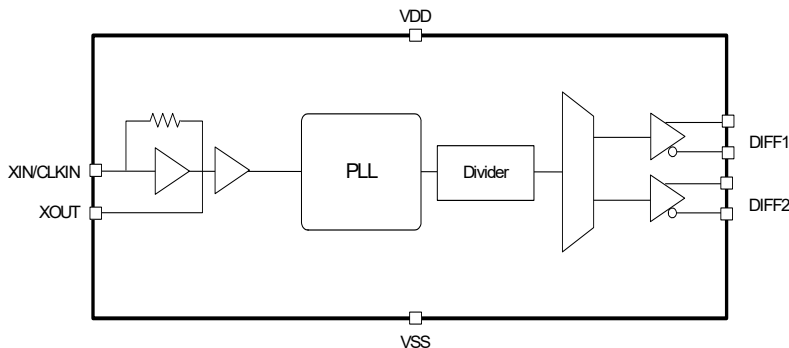 VDD
XIN/CLKIN
XOUT
PLL
Divider
DIFF1
DIFF2
VSS